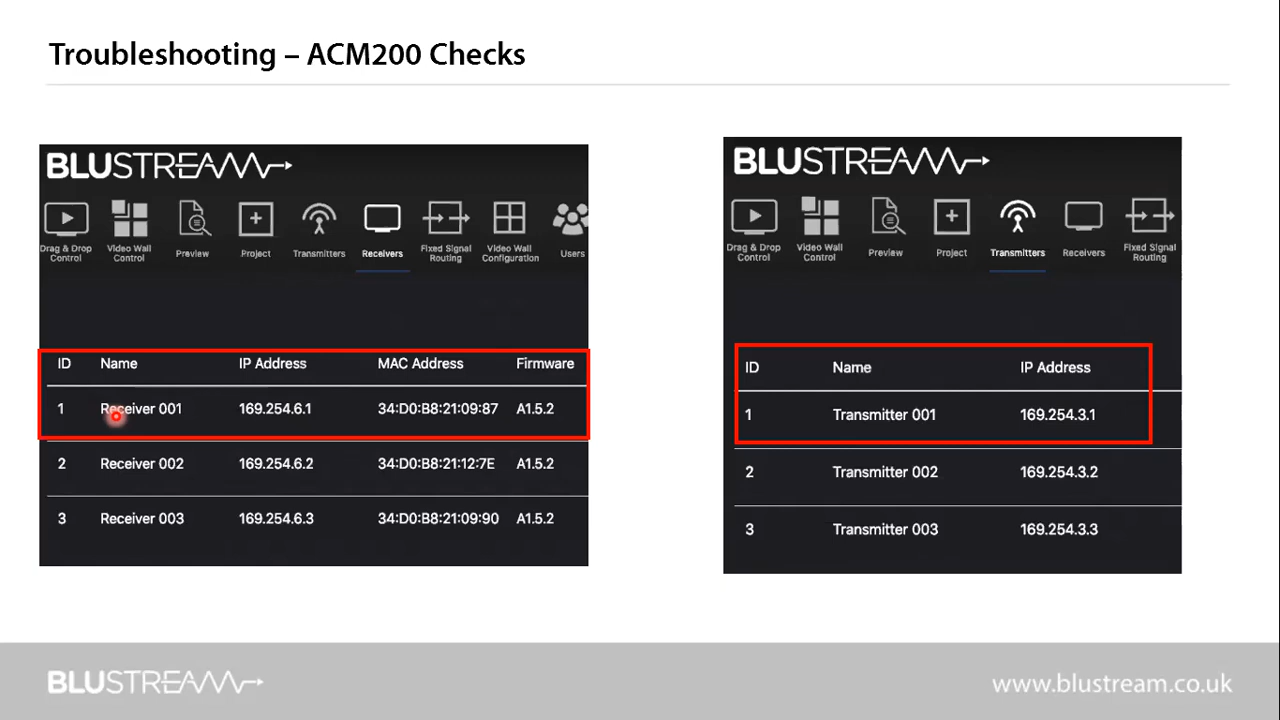 Troubleshooting – ACM200 Checks
BLUSTREAM
Drag & Drop Control
Video Wall Control
Preview
Project
Transmitters
Receivers
Fixed Signal Routing
Video Wall Configuration
Users
ID Name IP Address MAC Address Firmware
1 Receiver 001 169.254.6.1 34:D0:B8:21:09:87 A1.5.2
2 Receiver 002 169.254.6.2 34:D0:B8:21:12:7E A1.5.2
3 Receiver 003 169.254.6.3 34:D0:B8:21:09:90 A1.5.2
BLUSTREAM
Drag & Drop Control
Video Wall Control
Preview
Project
Transmitters
Receivers
Fixed Signal Routing
ID Name IP Address
1 Transmitter 001 169.254.3.1
2 Transmitter 002 169.254.3.2
3 Transmitter 003 169.254.3.3
BLUSTREAM
www.blustream.co.uk